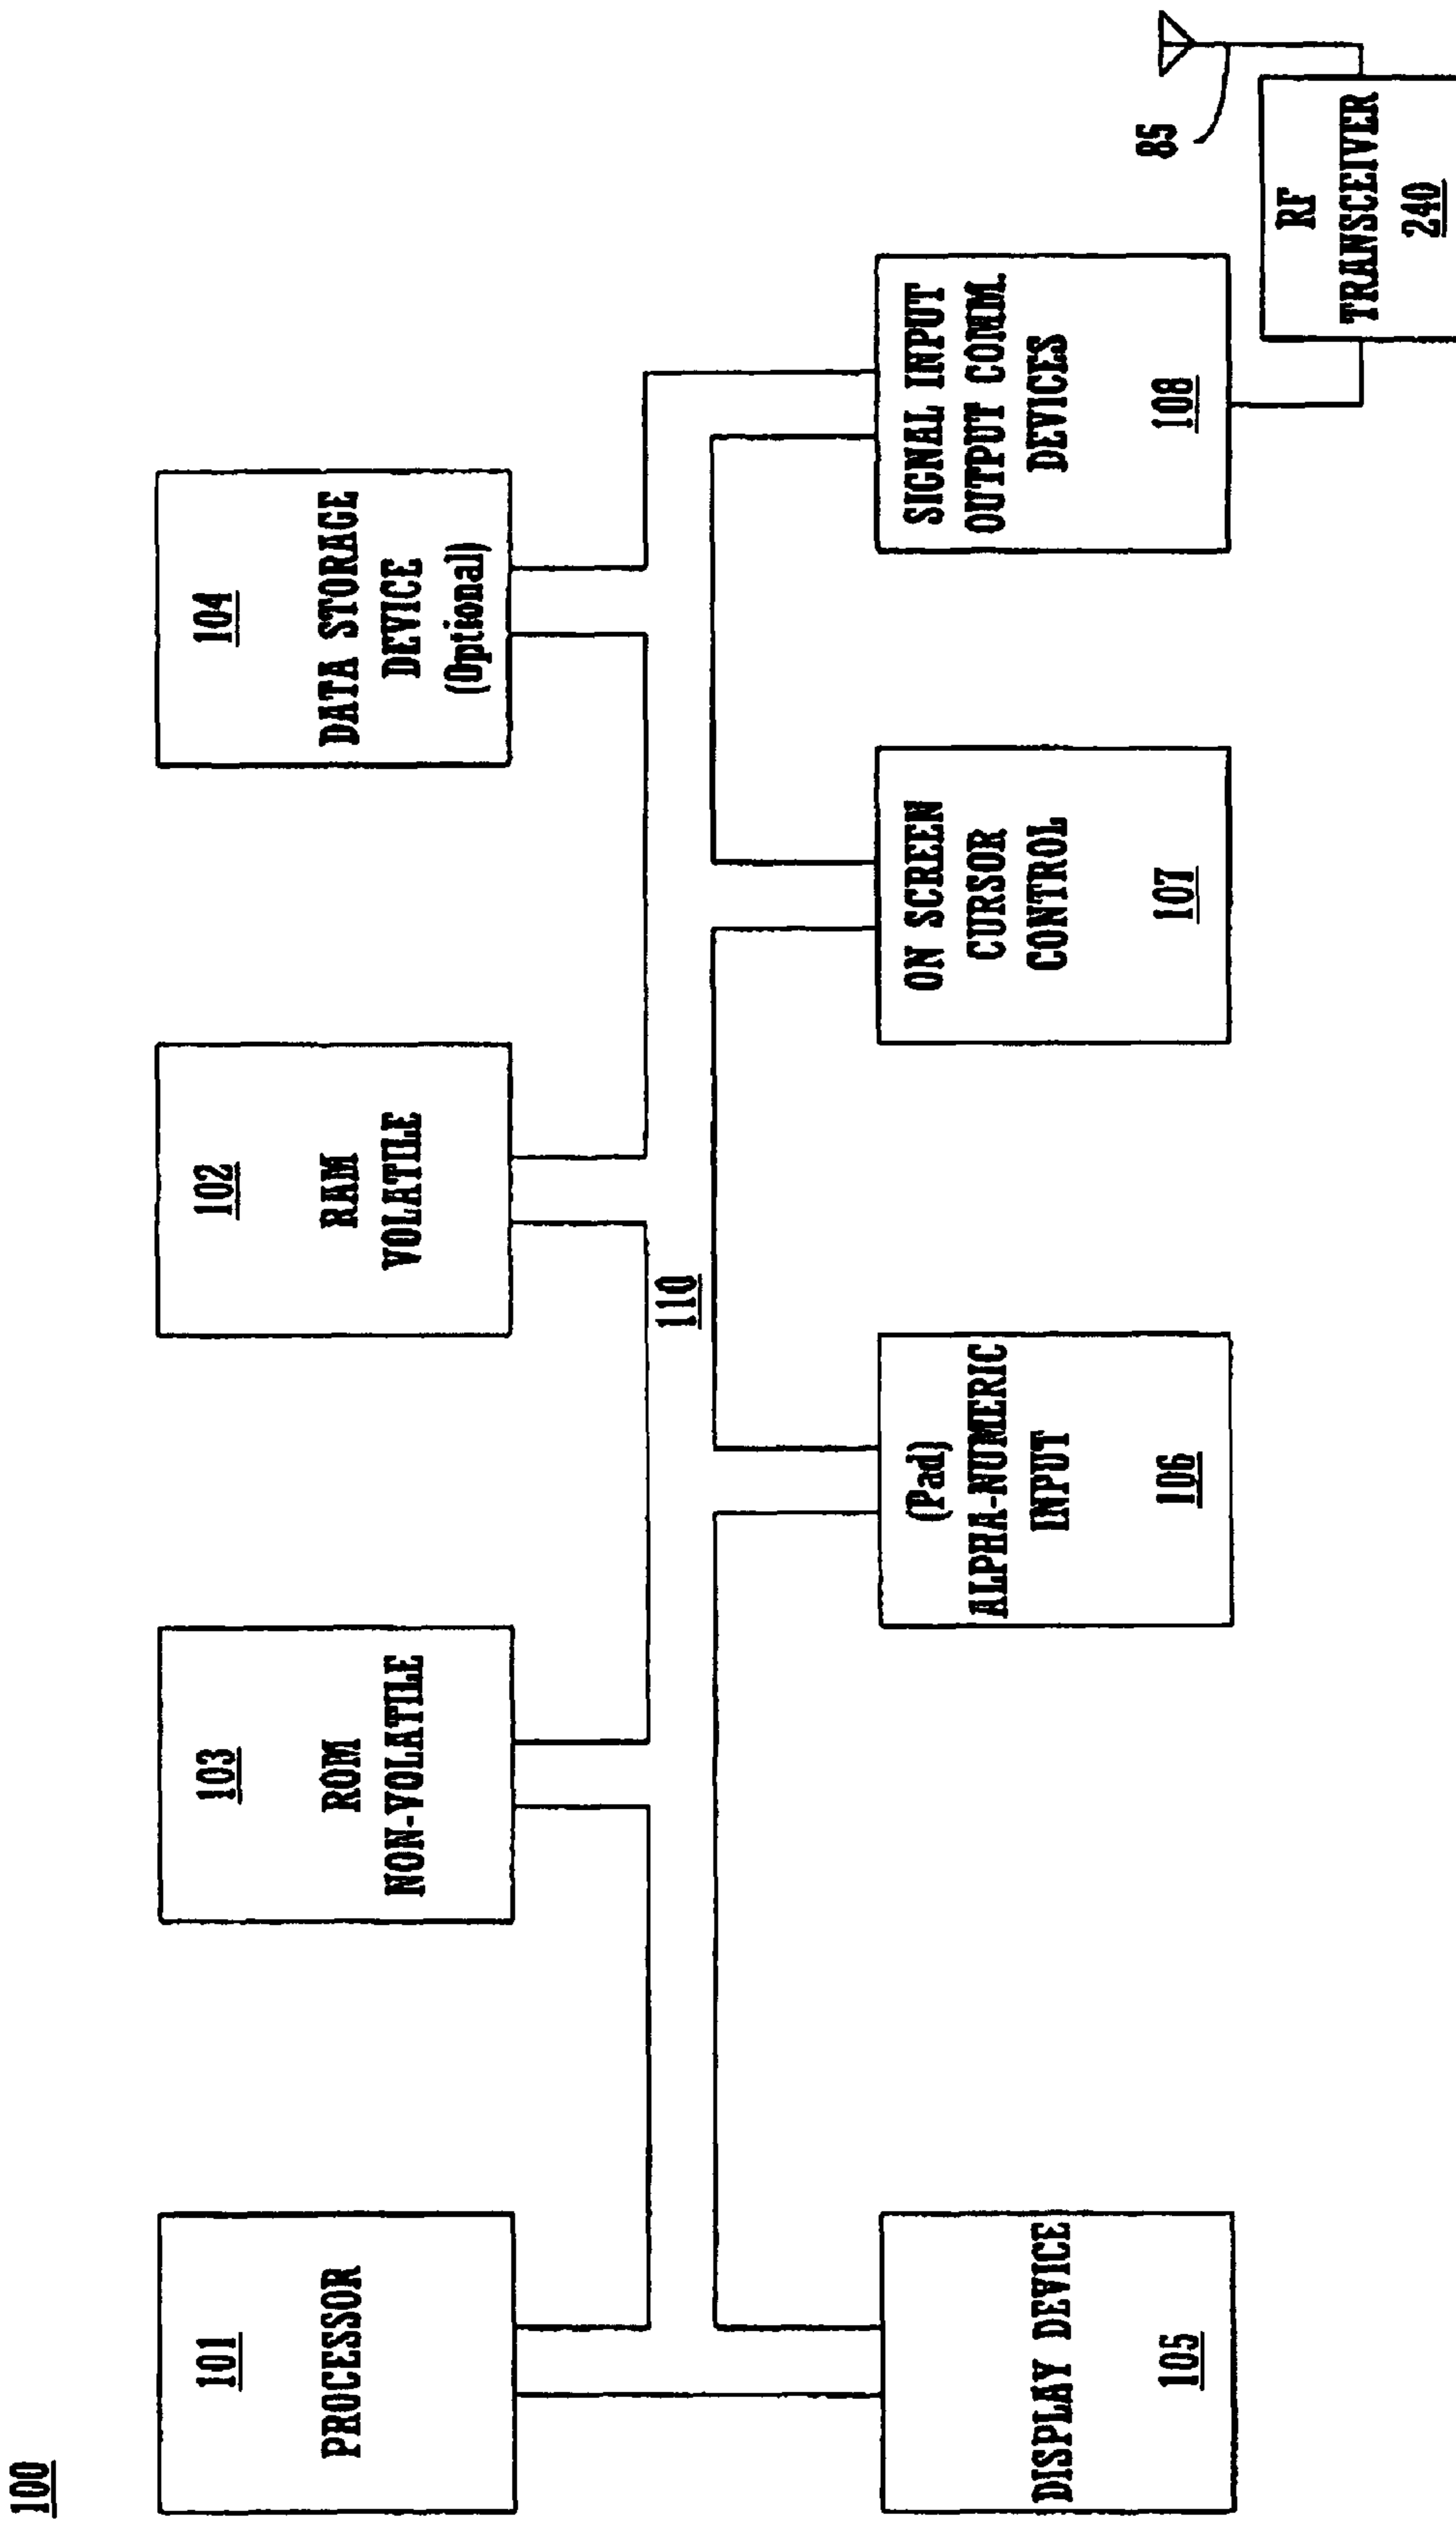 100
101
PROCESSOR
103
ROM
NON-VOLATILE
102
RAM
VOLATILE
104
DATA STORAGE
DEVICE
(Optional)
110
DISPLAY DEVICE
105
(Pad)
ALPHA-NUMERIC
INPUT
106
ON SCREEN
CURSOR
CONTROL
107
SIGNAL INPUT
OUTPUT COMM.
DEVICES
108
85
RF
TRANSCEIVER
240